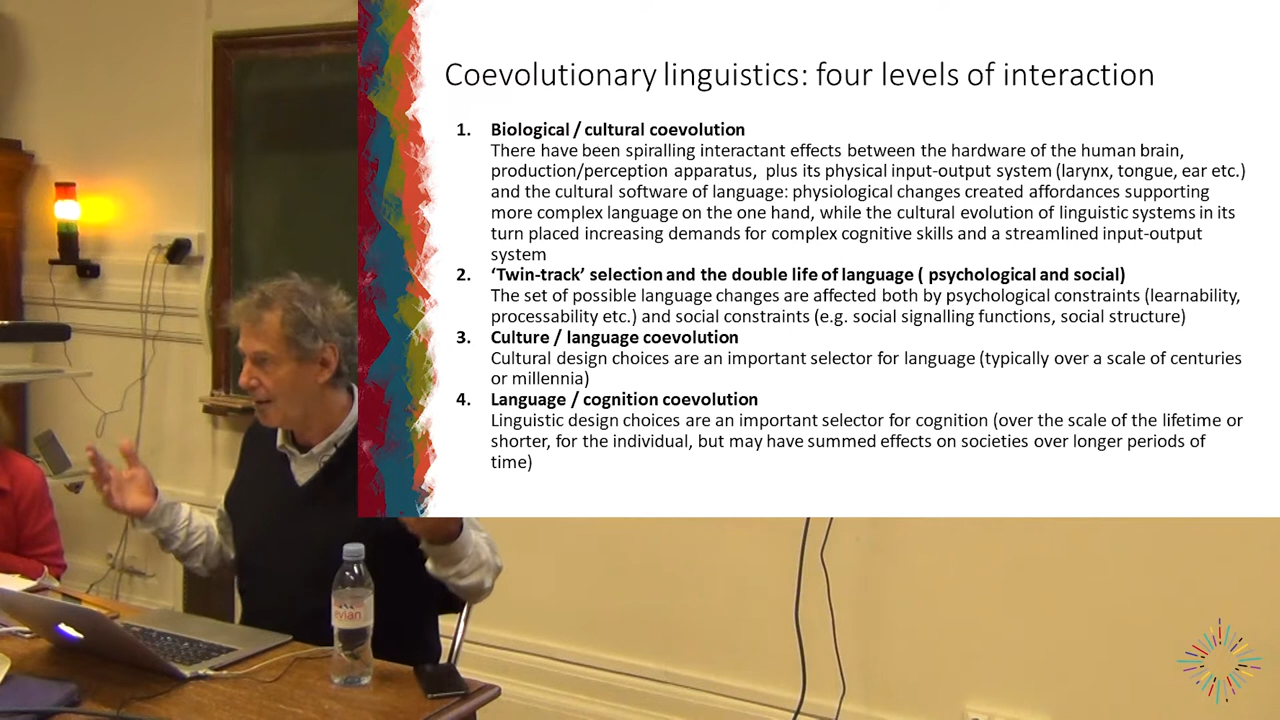 Coevolutionary linguistics: four levels of interaction
1. Biological / cultural coevolution
There have been spiralling interactant effects between the hardware of the human brain,
production/perception apparatus, plus its physical input-output system (larynx, tongue, ear etc.)
and the cultural software of language: physiological changes created affordances supporting
more complex language on the one hand, while the cultural evolution of linguistic systems in its
turn placed increasing demands for complex cognitive skills and a streamlined input-output
system
2. ‘Twin-track’ selection and the double life of language ( psychological and social)
The set of possible language changes are affected both by psychological constraints (learnability,
processability etc.) and social constraints (e.g. social signalling functions, social structure)
3. Culture / language coevolution
Cultural design choices are an important selector for language (typically over a scale of centuries
or millennia)
4. Language / cognition coevolution
Linguistic design choices are an important selector for cognition (over the scale of the lifetime or
shorter, for the individual, but may have summed effects on societies over longer periods of
time)
evian